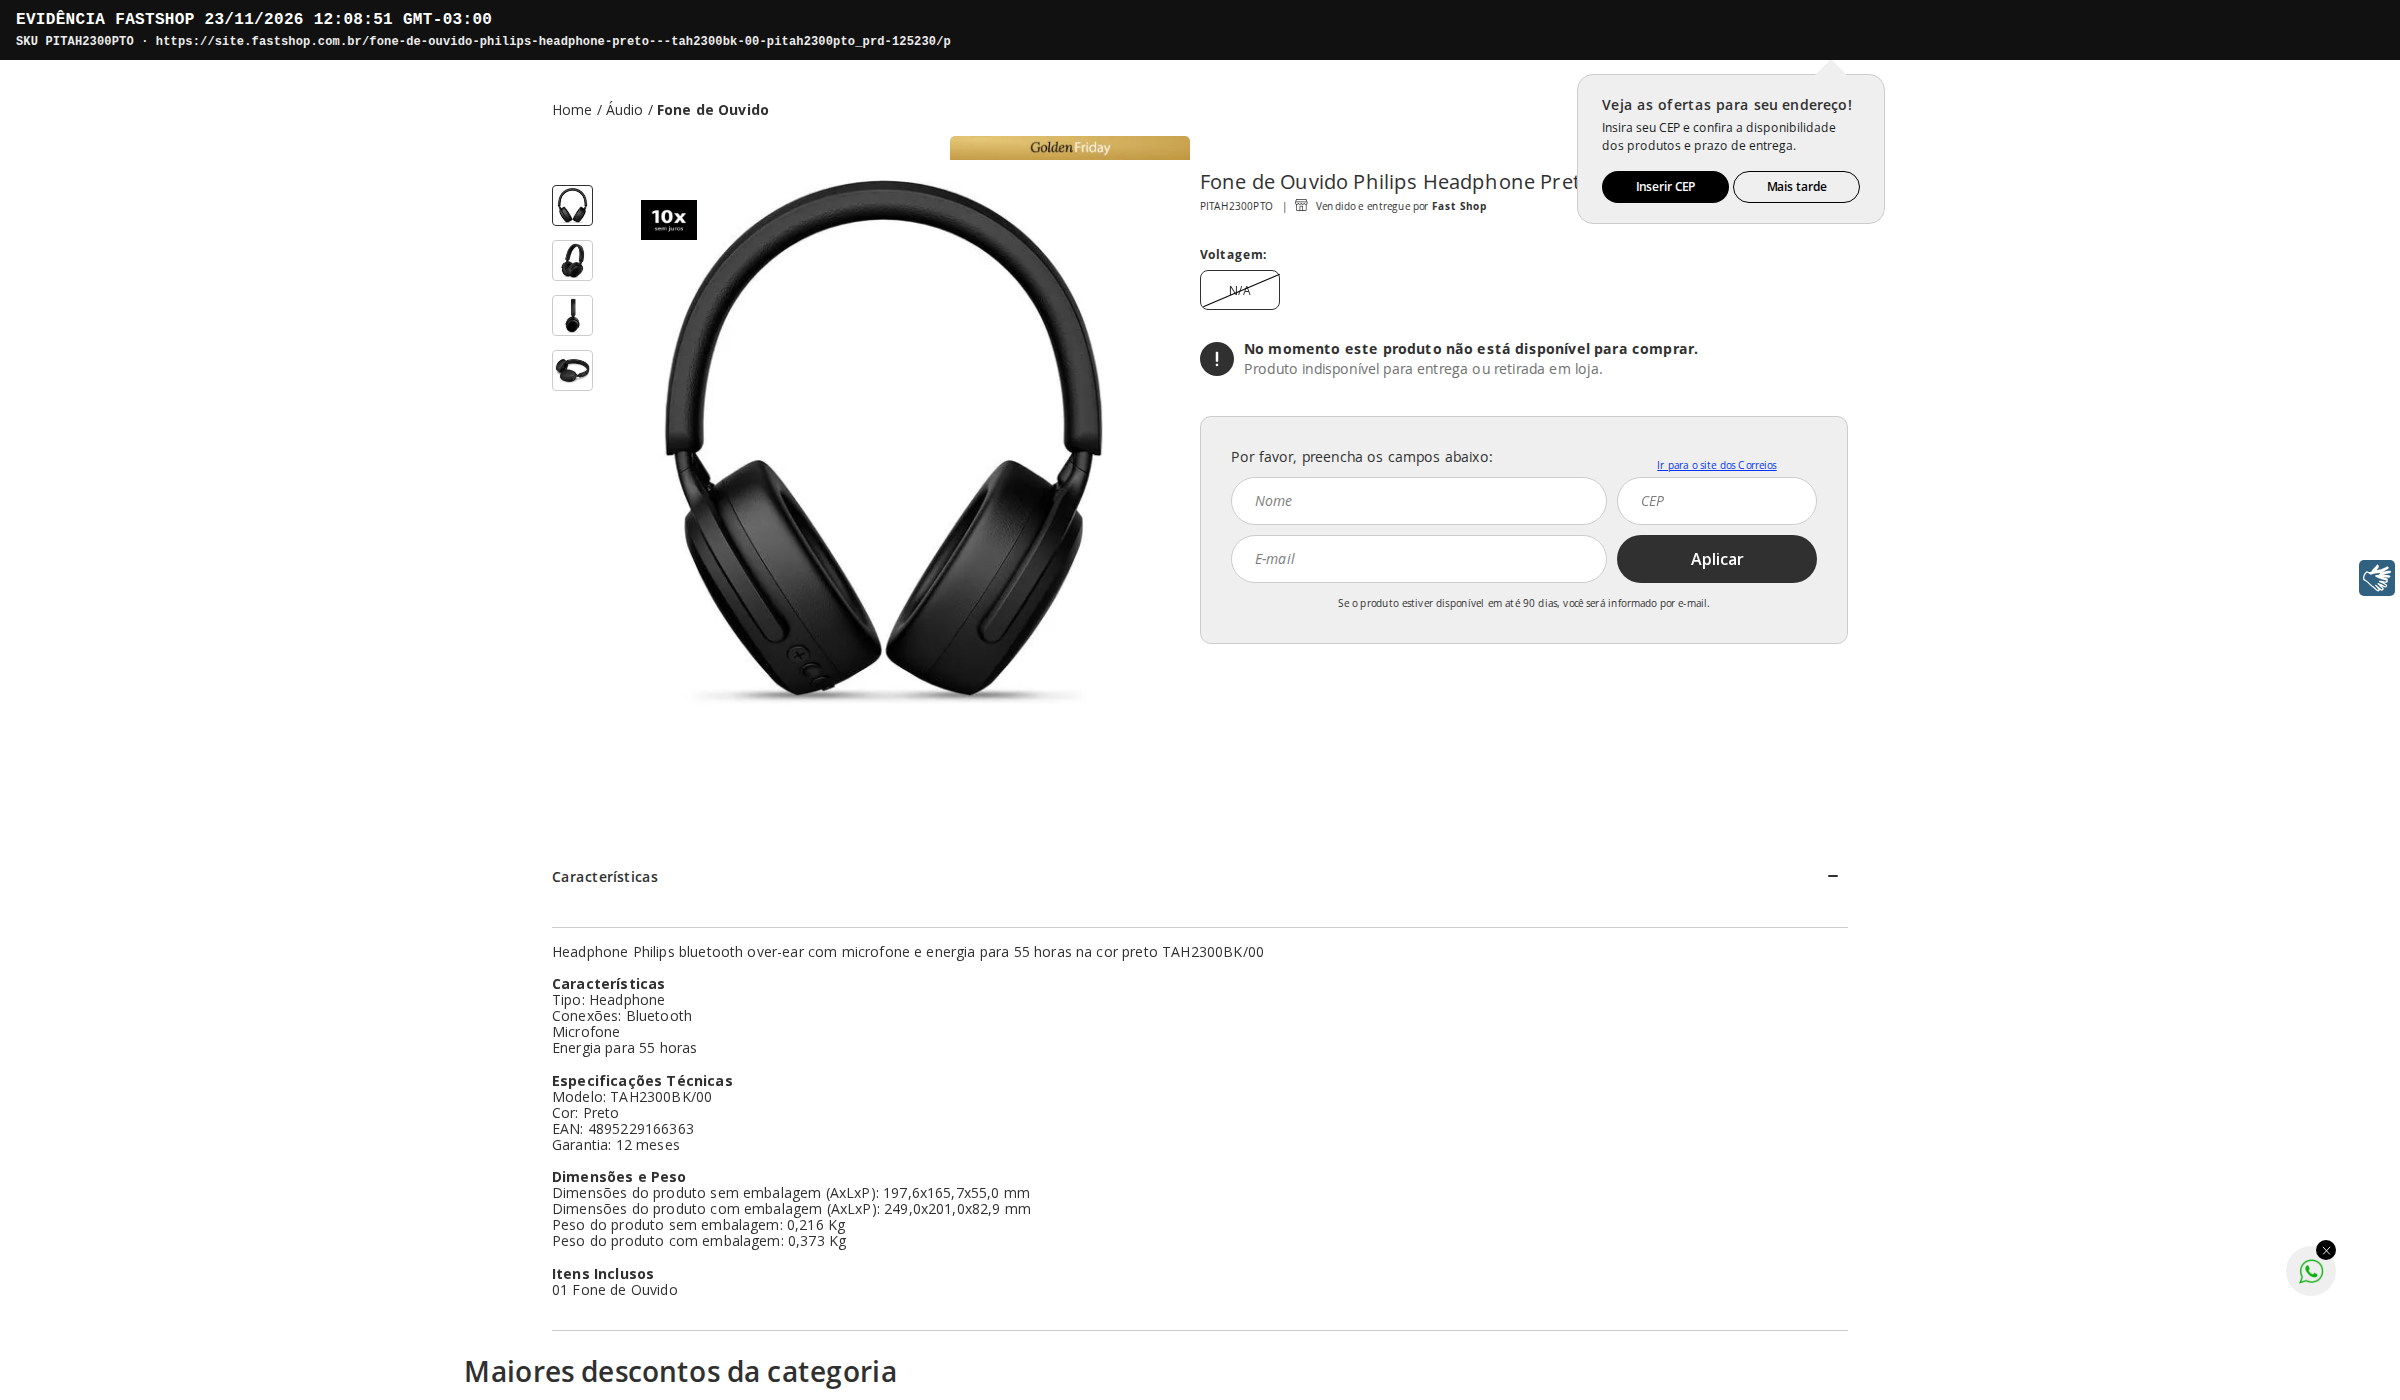 EVIDÊNCIA FASTSHOP 23/11/2026 12:08:51 GMT-03:00
SKU PITAH2300PTO · https://site.fastshop.com.br/fone-de-ouvido-philips-headphone-preto---tah2300bk-00-pitah2300pto_prd-125230/p
Veja as ofertas para seu endereço!
Insira seu CEP e confira a disponibilidade
dos produtos e prazo de entrega.
Inserir CEP
Mais tarde
Home / Áudio / Fone de Ouvido
Golden Friday
10x
sem juros
Fone de Ouvido Philips Headphone Pret
PITAH2300PTO | Vendido e entregue por Fast Shop
Voltagem:
N/A
No momento este produto não está disponível para comprar.
Produto indisponível para entrega ou retirada em loja.
Por favor, preencha os campos abaixo:
Ir para o site dos Correios
Nome
CEP
E-mail
Aplicar
Se o produto estiver disponível em até 90 dias, você será informado por e-mail.
Características
Headphone Philips bluetooth over-ear com microfone e energia para 55 horas na cor preto TAH2300BK/00
Características
Tipo: Headphone
Conexões: Bluetooth
Microfone
Energia para 55 horas
Especificações Técnicas
Modelo: TAH2300BK/00
Cor: Preto
EAN: 4895229166363
Garantia: 12 meses
Dimensões e Peso
Dimensões do produto sem embalagem (AxLxP): 197,6x165,7x55,0 mm
Dimensões do produto com embalagem (AxLxP): 249,0x201,0x82,9 mm
Peso do produto sem embalagem: 0,216 Kg
Peso do produto com embalagem: 0,373 Kg
Itens Inclusos
01 Fone de Ouvido
Maiores descontos da categoria